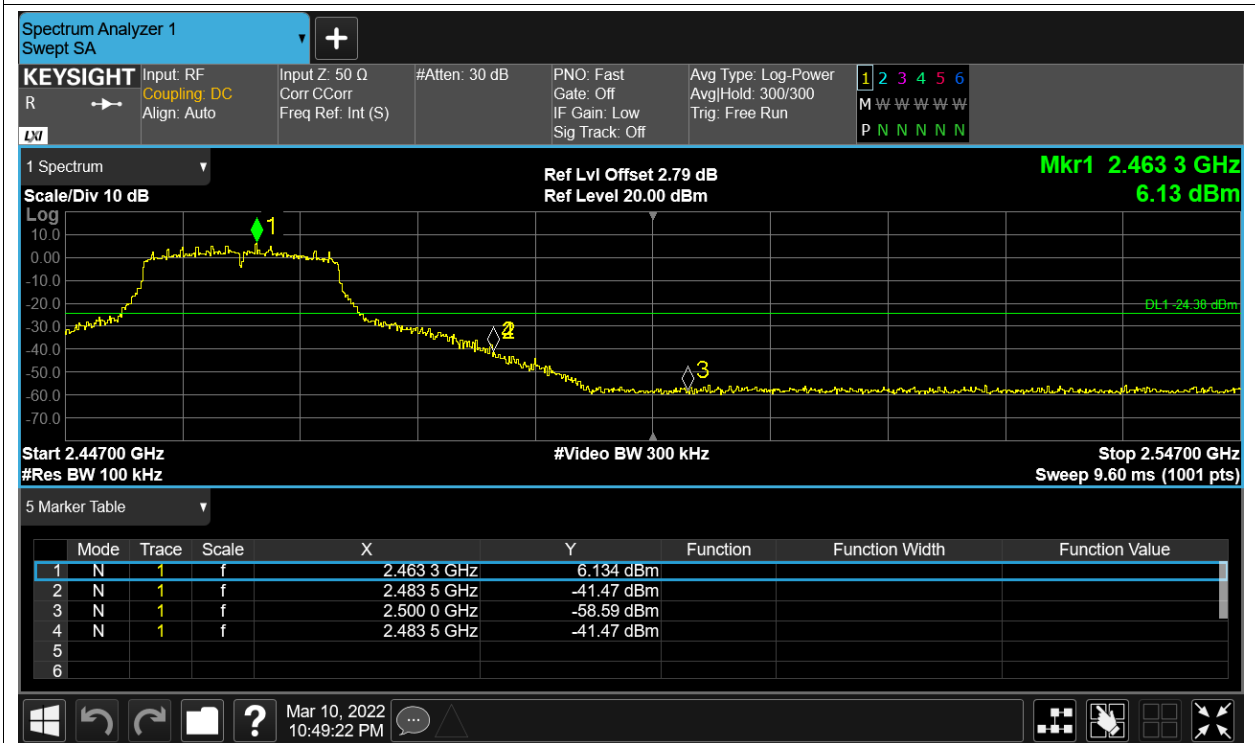 Spectrum Analyzer 1
Swept SA
KEYSIGHT Input: RF Input Z: 50 Ω #Atten: 30 dB PNO: Fast Avg Type: Log-Power 1 2 3 4 5 6
R Coupling: DC Corr CCorr Gate: Off Avg|Hold: 300/300 M W W W W W W
Align: Auto Freq Ref: Int (S) IF Gain: Low Trig: Free Run
LXI Sig Track: Off P N N N N N N
1 Spectrum Ref Lvl Offset 2.79 dB Mkr1 2.463 3 GHz
Scale/Div 10 dB Ref Level 20.00 dBm 6.13 dBm
Log
1
10.0
0.00
-10.0
-20.0
DL1 -24.38 dBm
-30.0
2
-40.0
-50.0
3
-60.0
-70.0
Start 2.44700 GHz #Video BW 300 kHz Stop 2.54700 GHz
#Res BW 100 kHz Sweep 9.60 ms (1001 pts)
5 Marker Table
Mode Trace Scale X Y Function Function Width Function Value
1 N 1 f 2.463 3 GHz 6.134 dBm
2 N 1 f 2.483 5 GHz -41.47 dBm
3 N 1 f 2.500 0 GHz -58.59 dBm
4 N 1 f 2.483 5 GHz -41.47 dBm
5
6
? Mar 10, 2022
10:49:22 PM